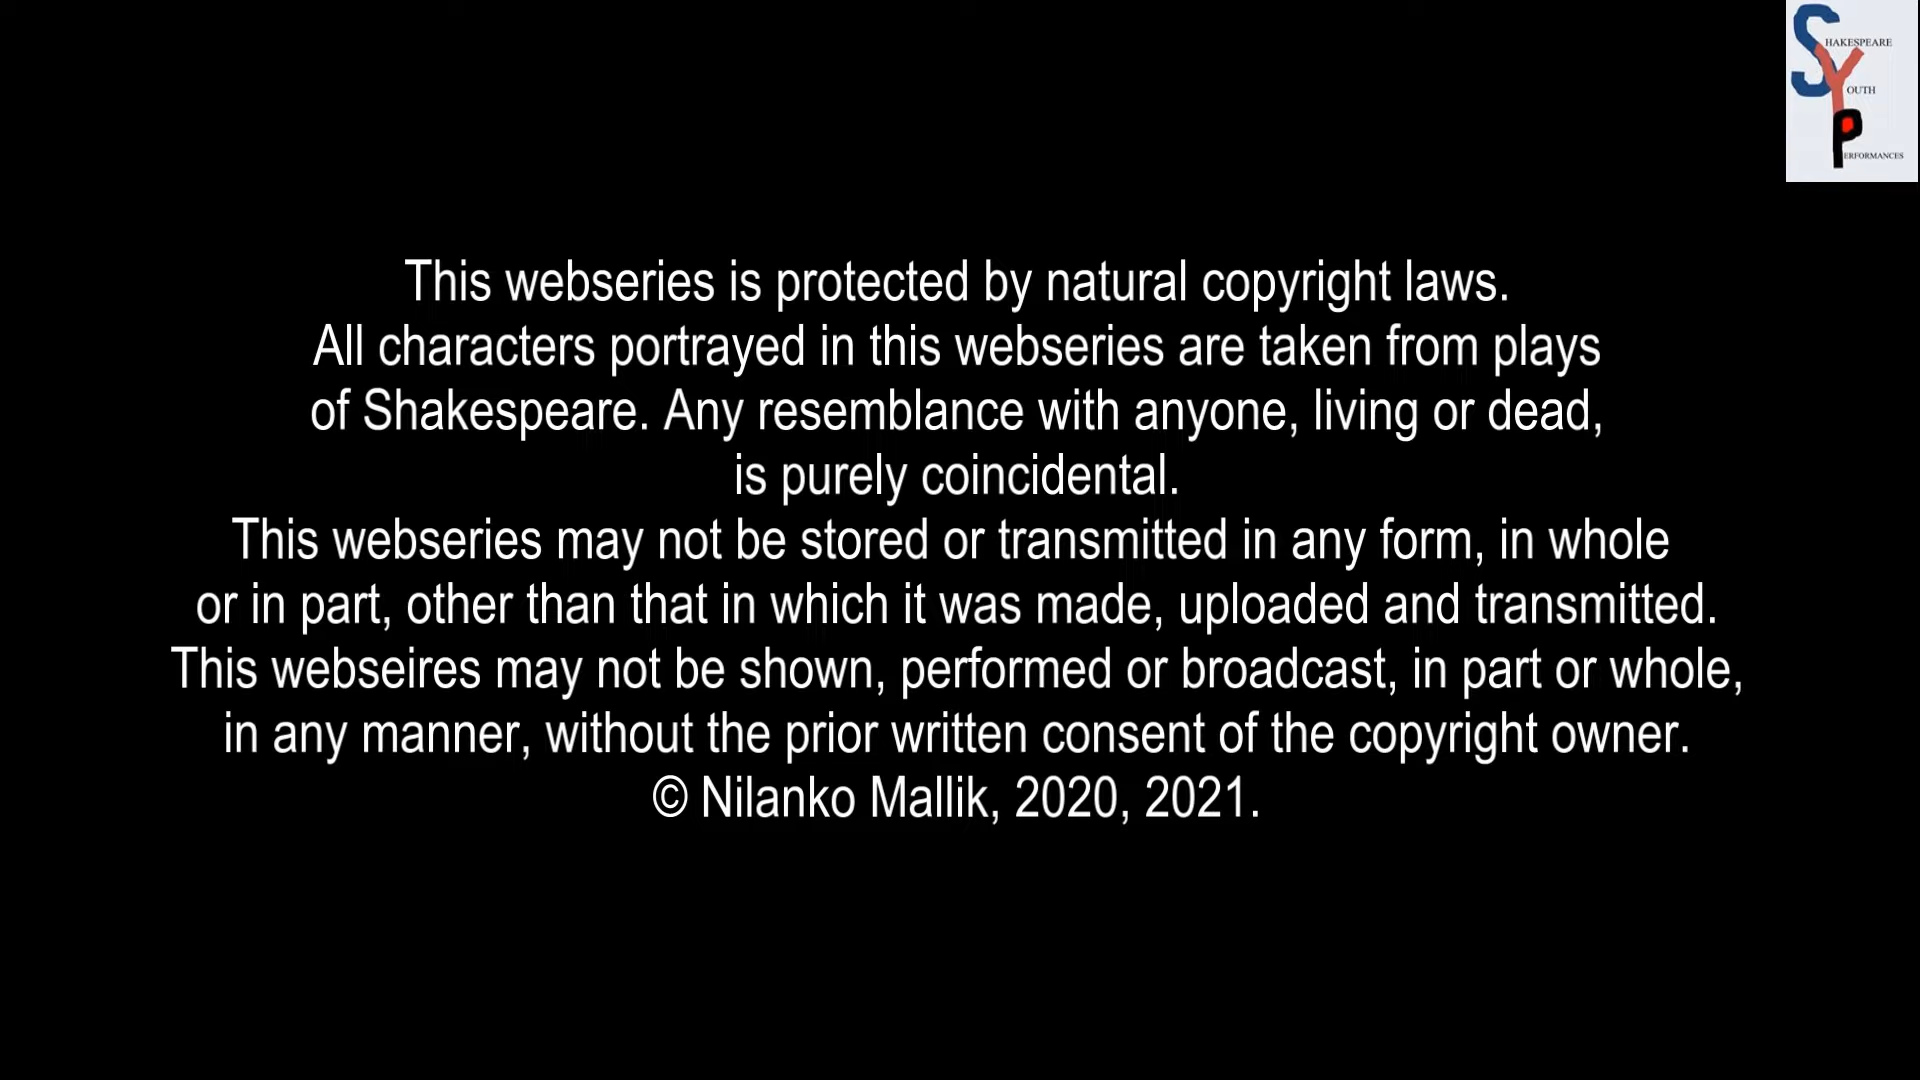 SHAKESPEARE
YOUTH
PERFORMANCES
This webseries is protected by natural copyright laws.
All characters portrayed in this webseries are taken from plays
of Shakespeare. Any resemblance with anyone, living or dead,
is purely coincidental.
This webseries may not be stored or transmitted in any form, in whole
or in part, other than that in which it was made, uploaded and transmitted.
This webseires may not be shown, performed or broadcast, in part or whole,
in any manner, without the prior written consent of the copyright owner.
© Nilanko Mallik, 2020, 2021.